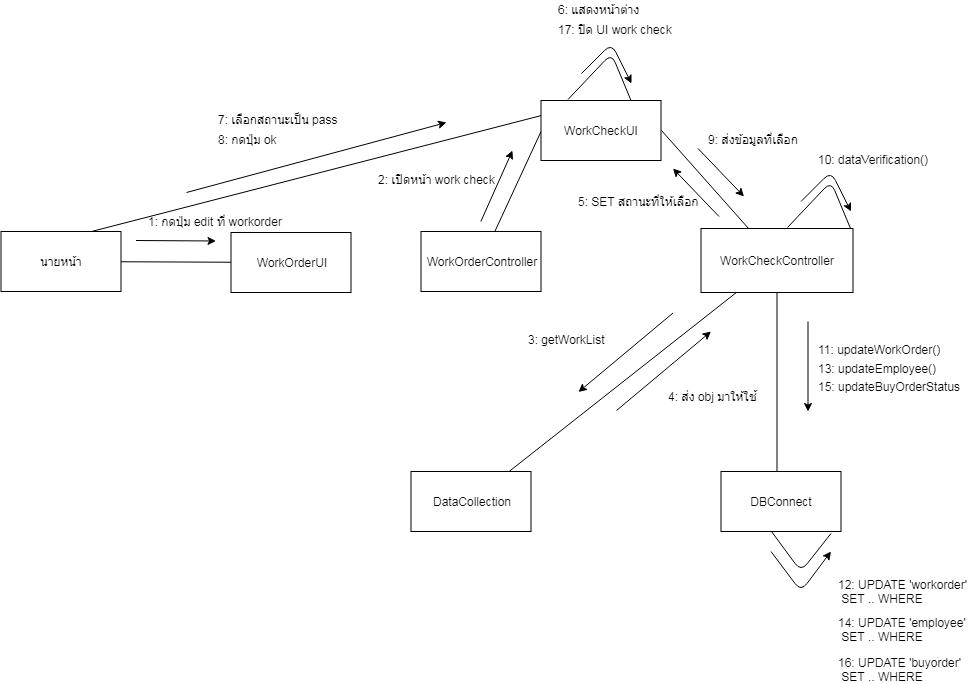 6: แสดงหน้าต่าง
17: ปิด UI work check
7: เลือกสถานะเป็น pass
8: กดปุ่ม ok
WorkCheckUI
9: ส่งข้อมูลที่เลือก
10: dataVerification()
2: เปิดหน้า work check
5: SET สถานะที่ให้เลือก
1: กดปุ่ม edit ที่ workorder
นายหน้า
WorkOrderUI
WorkOrderController
WorkCheckController
3: getWorkList
11: updateWorkOrder()
13: updateEmployee()
15: updateBuyOrderStatus
4: ส่ง obj มาให้ใช้
DataCollection
DBConnect
12: UPDATE 'workorder'
SET .. WHERE
14: UPDATE 'employee'
SET .. WHERE
16: UPDATE 'buyorder'
SET .. WHERE